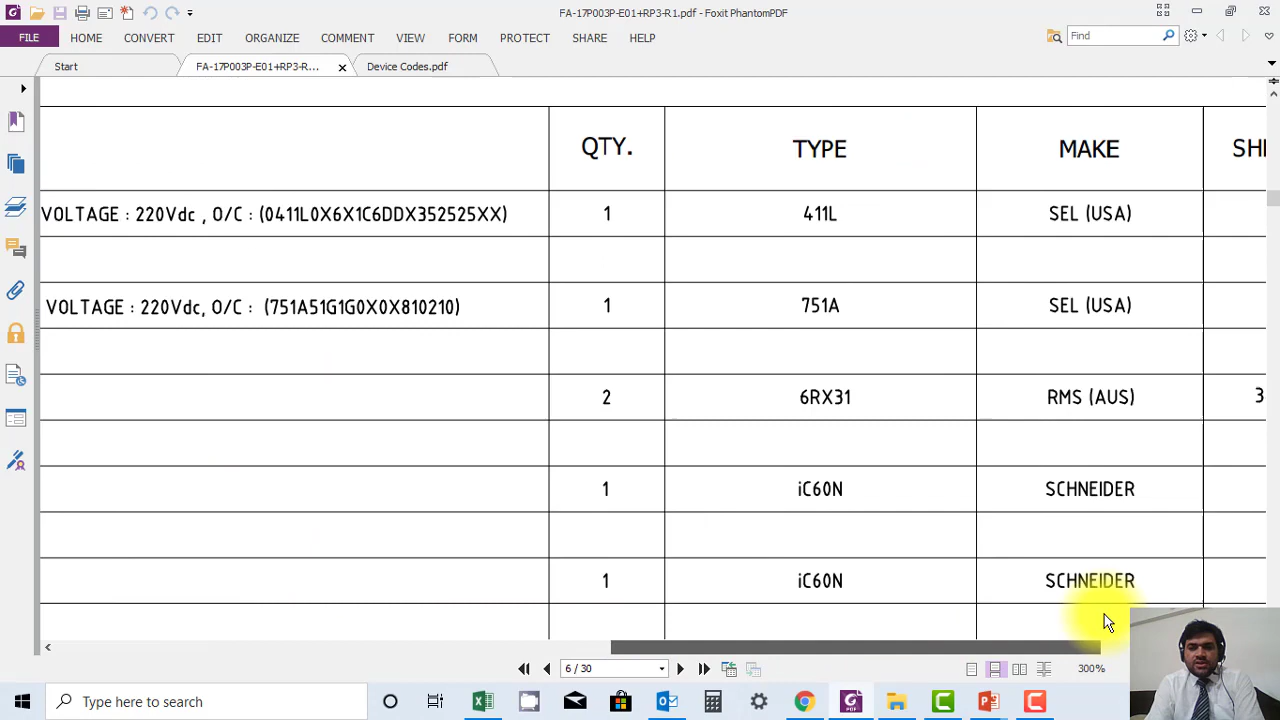 FA-17P003P-E01+RP3-R1.pdf - Foxit PhantomPDF
FILE HOME CONVERT EDIT ORGANIZE COMMENT VIEW FORM PROTECT SHARE HELP Find
Start FA-17P003P-E01+RP3-R... Device Codes.pdf
QTY. TYPE MAKE SHE
VOLTAGE : 220Vdc , O/C : (0411L0X6X1C6DDX352525XX) 1 411L SEL (USA)
VOLTAGE : 220Vdc, O/C : (751A51G1G0X0X810210) 1 751A SEL (USA)
2 6RX31 RMS (AUS) 3
1 iC60N SCHNEIDER
1 iC60N SCHNEIDER
6 / 30 300%
Type here to search